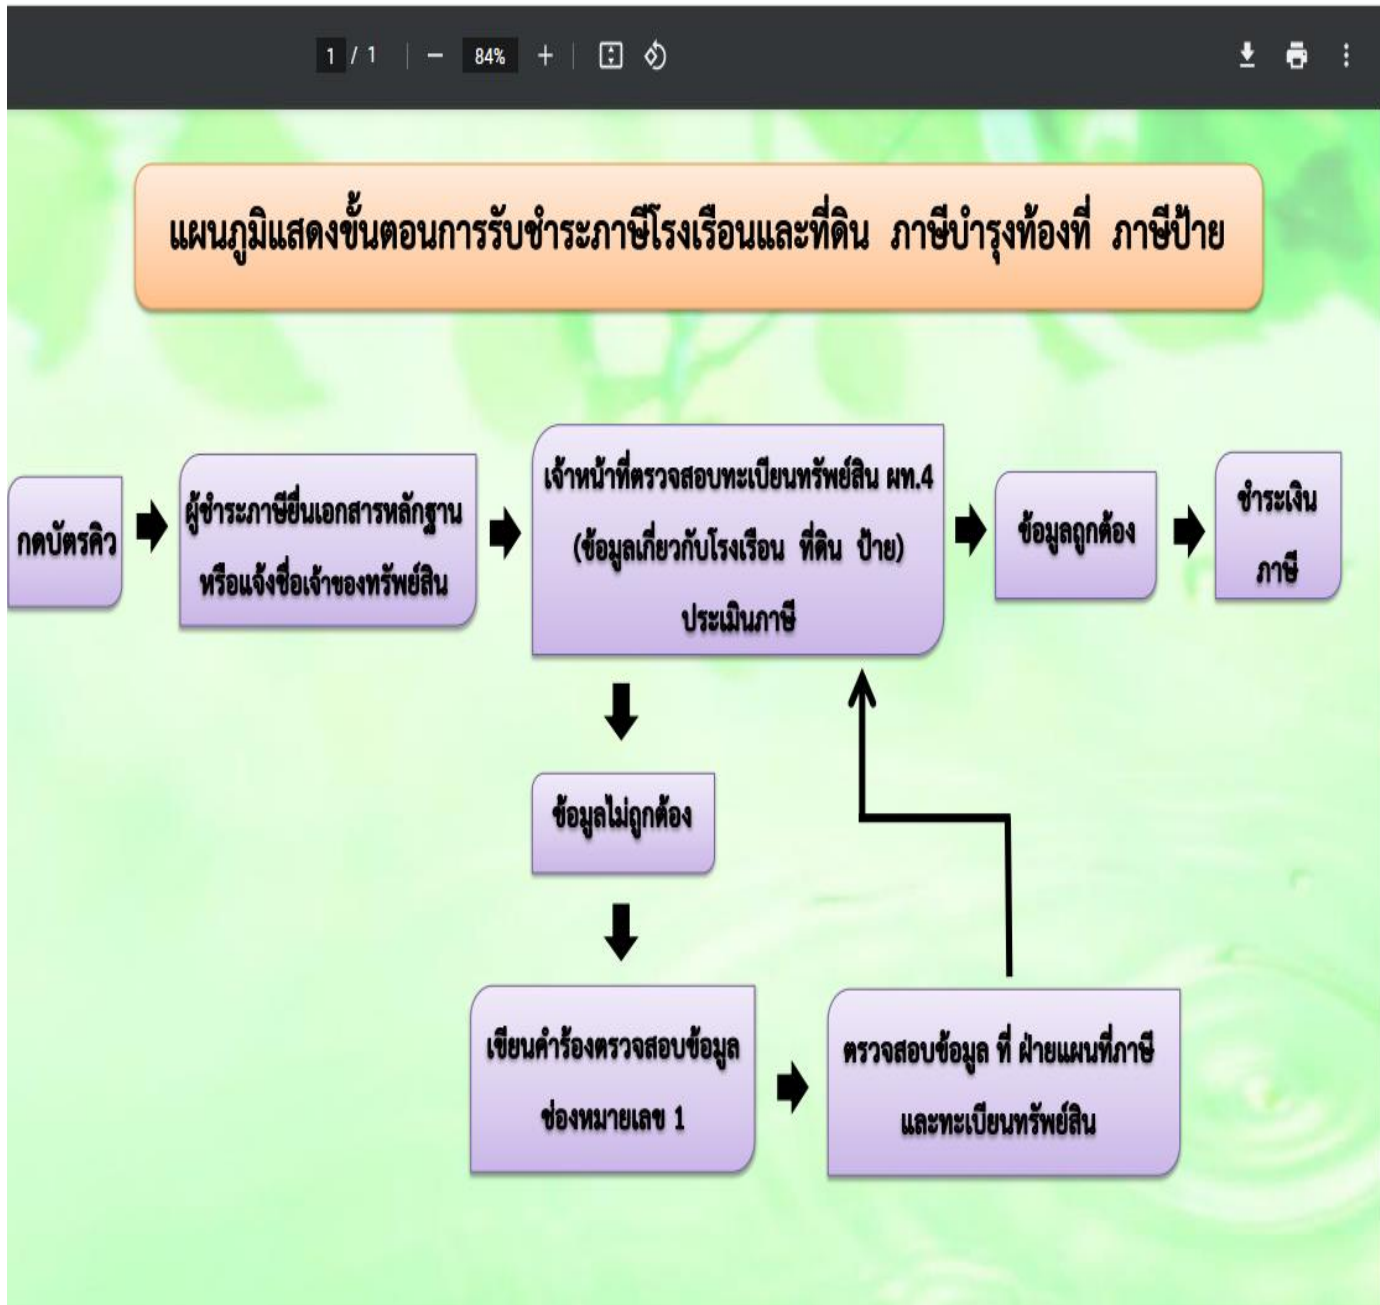 1 / 1 84%
แผนภูมิแสดงขั้นตอนการรับชำระภาษีโรงเรือนและที่ดิน ภาษีบำรุงท้องที่ ภาษีป้าย
กดบัตรคิว
ผู้ชำระภาษียื่นเอกสารหลักฐาน
หรือแจ้งชื่อเจ้าของทรัพย์สิน
เจ้าหน้าที่ตรวจสอบทะเบียนทรัพย์สิน ผท.4
(ข้อมูลเกี่ยวกับโรงเรือน ที่ดิน ป้าย)
ประเมินภาษี
ข้อมูลถูกต้อง
ชำระเงิน
ภาษี
ข้อมูลไม่ถูกต้อง
เขียนคำร้องตรวจสอบข้อมูล
ช่องหมายเลข 1
ตรวจสอบข้อมูล ที่ ฝ่ายแผนที่ภาษี
และทะเบียนทรัพย์สิน